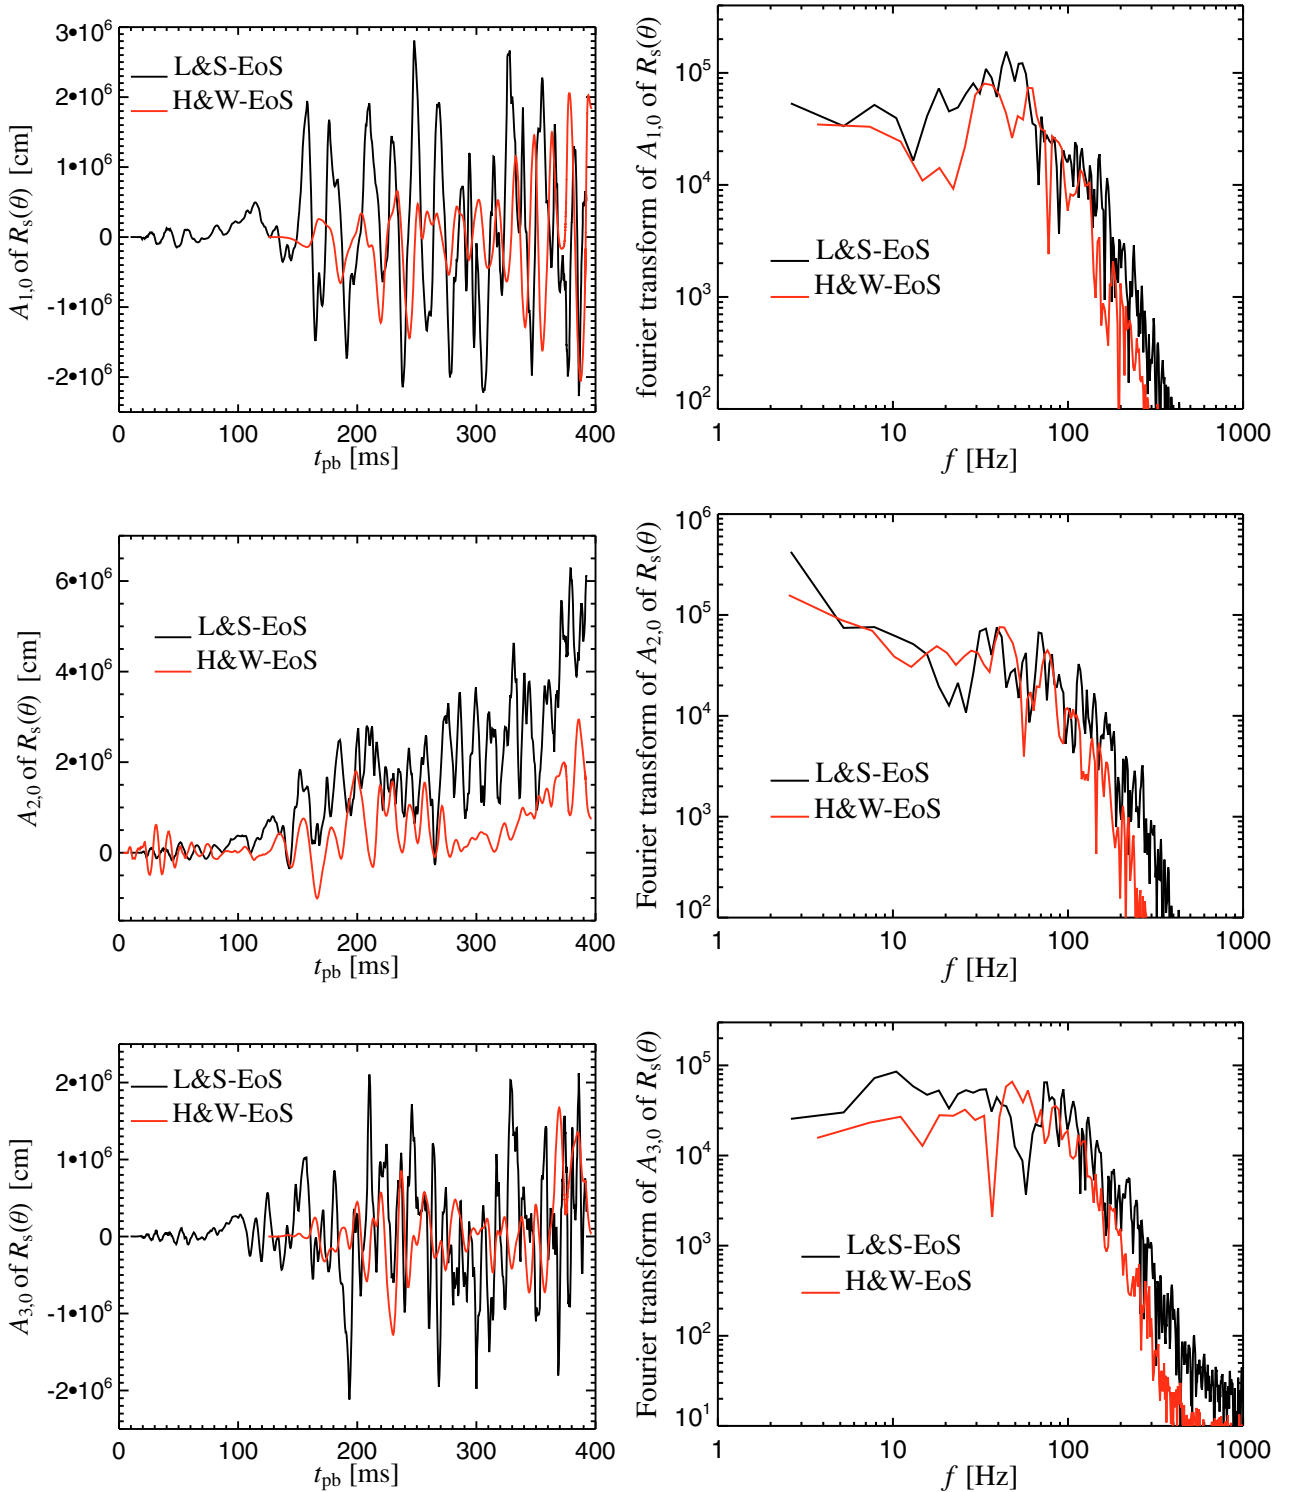 3•10⁶
2•10⁶
1•10⁶
0
-1•10⁶
-2•10⁶
A₁,₀ of Rₛ(θ) [cm]
L&S-EoS
H&W-EoS
0 100 200 300 400
t_pb [ms]
10⁵
10⁴
10³
10²
fourier transform of A₁,₀ of Rₛ(θ)
L&S-EoS
H&W-EoS
1 10 100 1000
f [Hz]
6•10⁶
4•10⁶
2•10⁶
0
A₂,₀ of Rₛ(θ) [cm]
L&S-EoS
H&W-EoS
0 100 200 300 400
t_pb [ms]
10⁶
10⁵
10⁴
10³
10²
Fourier transform of A₂,₀ of Rₛ(θ)
L&S-EoS
H&W-EoS
1 10 100 1000
f [Hz]
2•10⁶
1•10⁶
0
-1•10⁶
-2•10⁶
A₃,₀ of Rₛ(θ) [cm]
L&S-EoS
H&W-EoS
0 100 200 300 400
t_pb [ms]
10⁵
10⁴
10³
10²
10¹
Fourier transform of A₃,₀ of Rₛ(θ)
L&S-EoS
H&W-EoS
1 10 100 1000
f [Hz]